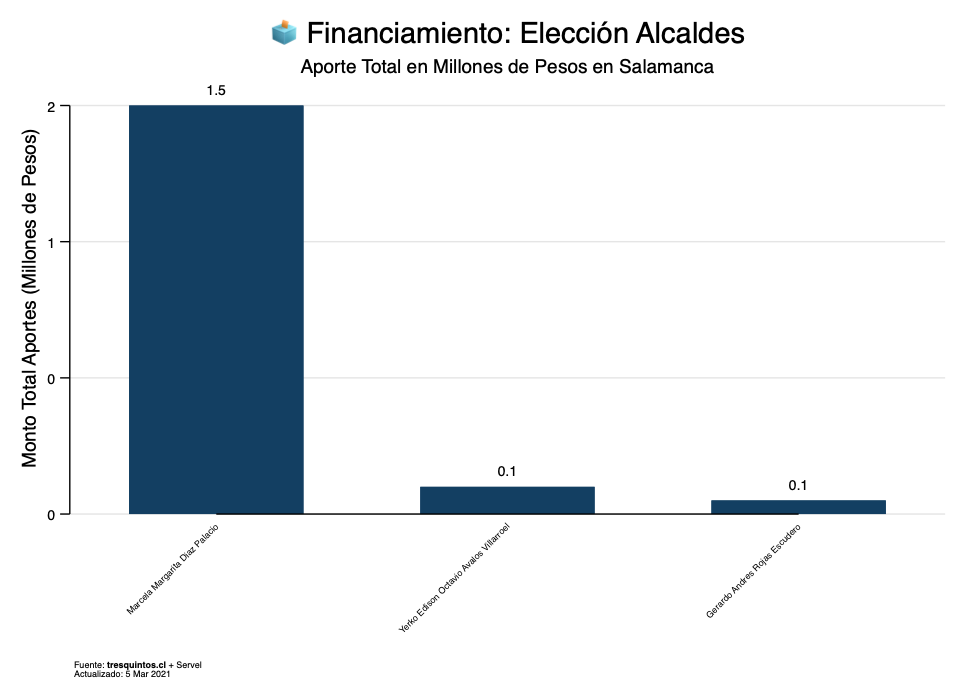 🗳️ Financiamiento: Elección Alcaldes
Aporte Total en Millones de Pesos en Salamanca
Monto Total Aportes (Millones de Pesos)
2
1
0
0
1.5
0.1
0.1
Marcela Margarita Diaz Palacio
Yerko Edison Octavio Avalos Villarroel
Gerardo Andres Rojas Escudero
Fuente: tresquintos.cl + Servel
Actualizado: 5 Mar 2021